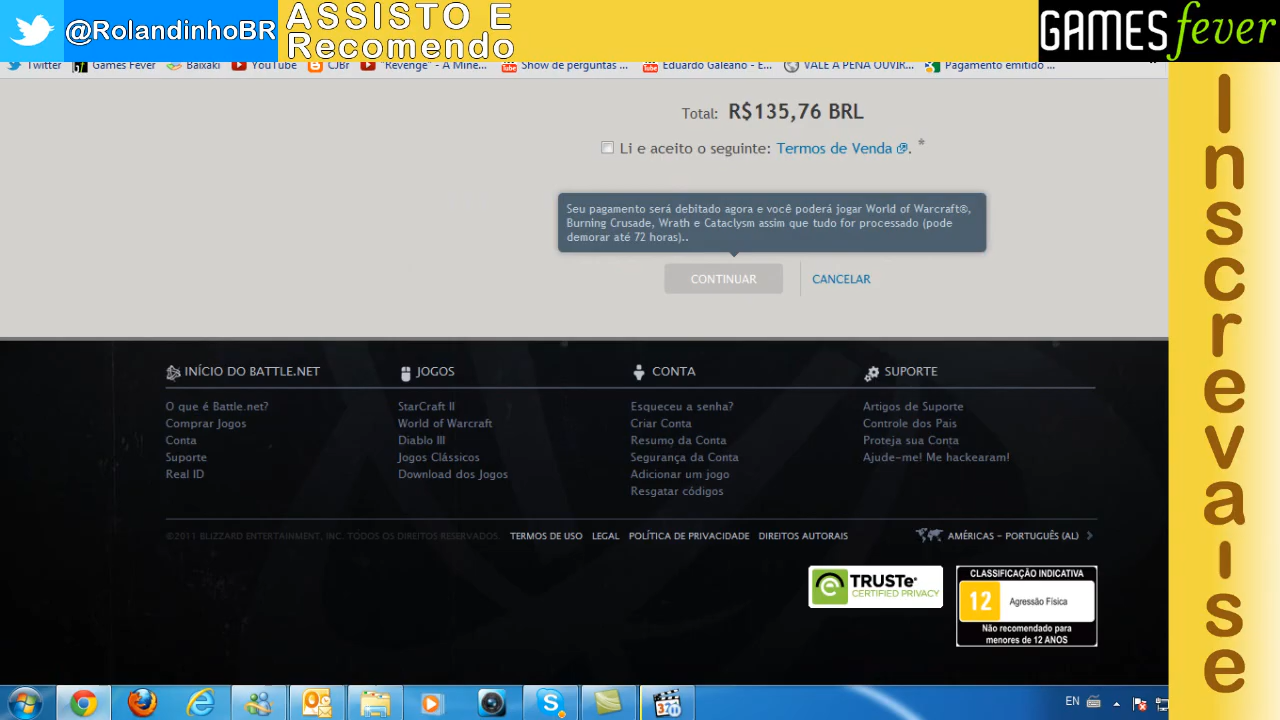 @RolandinhoBR
ASSISTO E
Recomendo
GAMES fever
Twitter Games Fever Baixaki YouTube CJBr "Revenge" - A Mine... Show de perguntas ... Eduardo Galeano - E... VALE A PENA OUVIR... Pagamento emitido ...
Inscreva-se
Total: R$135,76 BRL
Li e aceito o seguinte: Termos de Venda. *
Seu pagamento será debitado agora e você poderá jogar World of Warcraft®,
Burning Crusade, Wrath e Cataclysm assim que tudo for processado (pode
demorar até 72 horas)..
CONTINUAR CANCELAR
INÍCIO DO BATTLE.NET
O que é Battle.net?
Comprar Jogos
Conta
Suporte
Real ID
JOGOS
StarCraft II
World of Warcraft
Diablo III
Jogos Clássicos
Download dos Jogos
CONTA
Esqueceu a senha?
Criar Conta
Resumo da Conta
Segurança da Conta
Adicionar um jogo
Resgatar códigos
SUPORTE
Artigos de Suporte
Controle dos Pais
Proteja sua Conta
Ajude-me! Me hackearam!
©2011 BLIZZARD ENTERTAINMENT, INC. TODOS OS DIREITOS RESERVADOS. TERMOS DE USO LEGAL POLÍTICA DE PRIVACIDADE DIREITOS AUTORAIS AMÉRICAS - PORTUGUÊS (AL)
TRUSTe
CERTIFIED PRIVACY
CLASSIFICAÇÃO INDICATIVA
12 Agressão Física
Não recomendado para
menores de 12 ANOS
EN